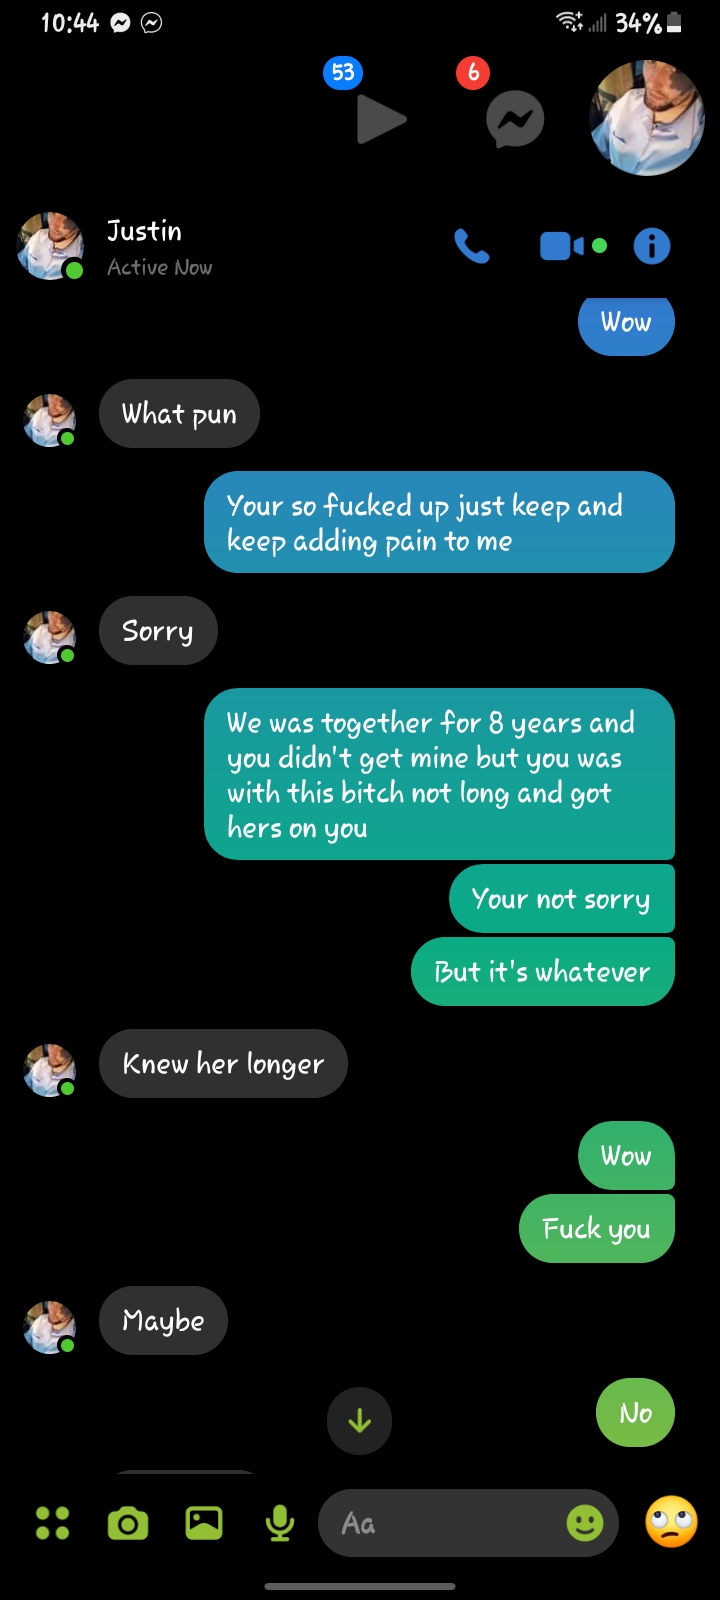 10:44
34%
53
6
Justin
Active Now
Wow
What pun
Your so fucked up just keep and
keep adding pain to me
Sorry
We was together for 8 years and
you didn't get mine but you was
with this bitch not long and got
hers on you
Your not sorry
But it's whatever
Knew her longer
Wow
Fuck you
Maybe
No
Aa